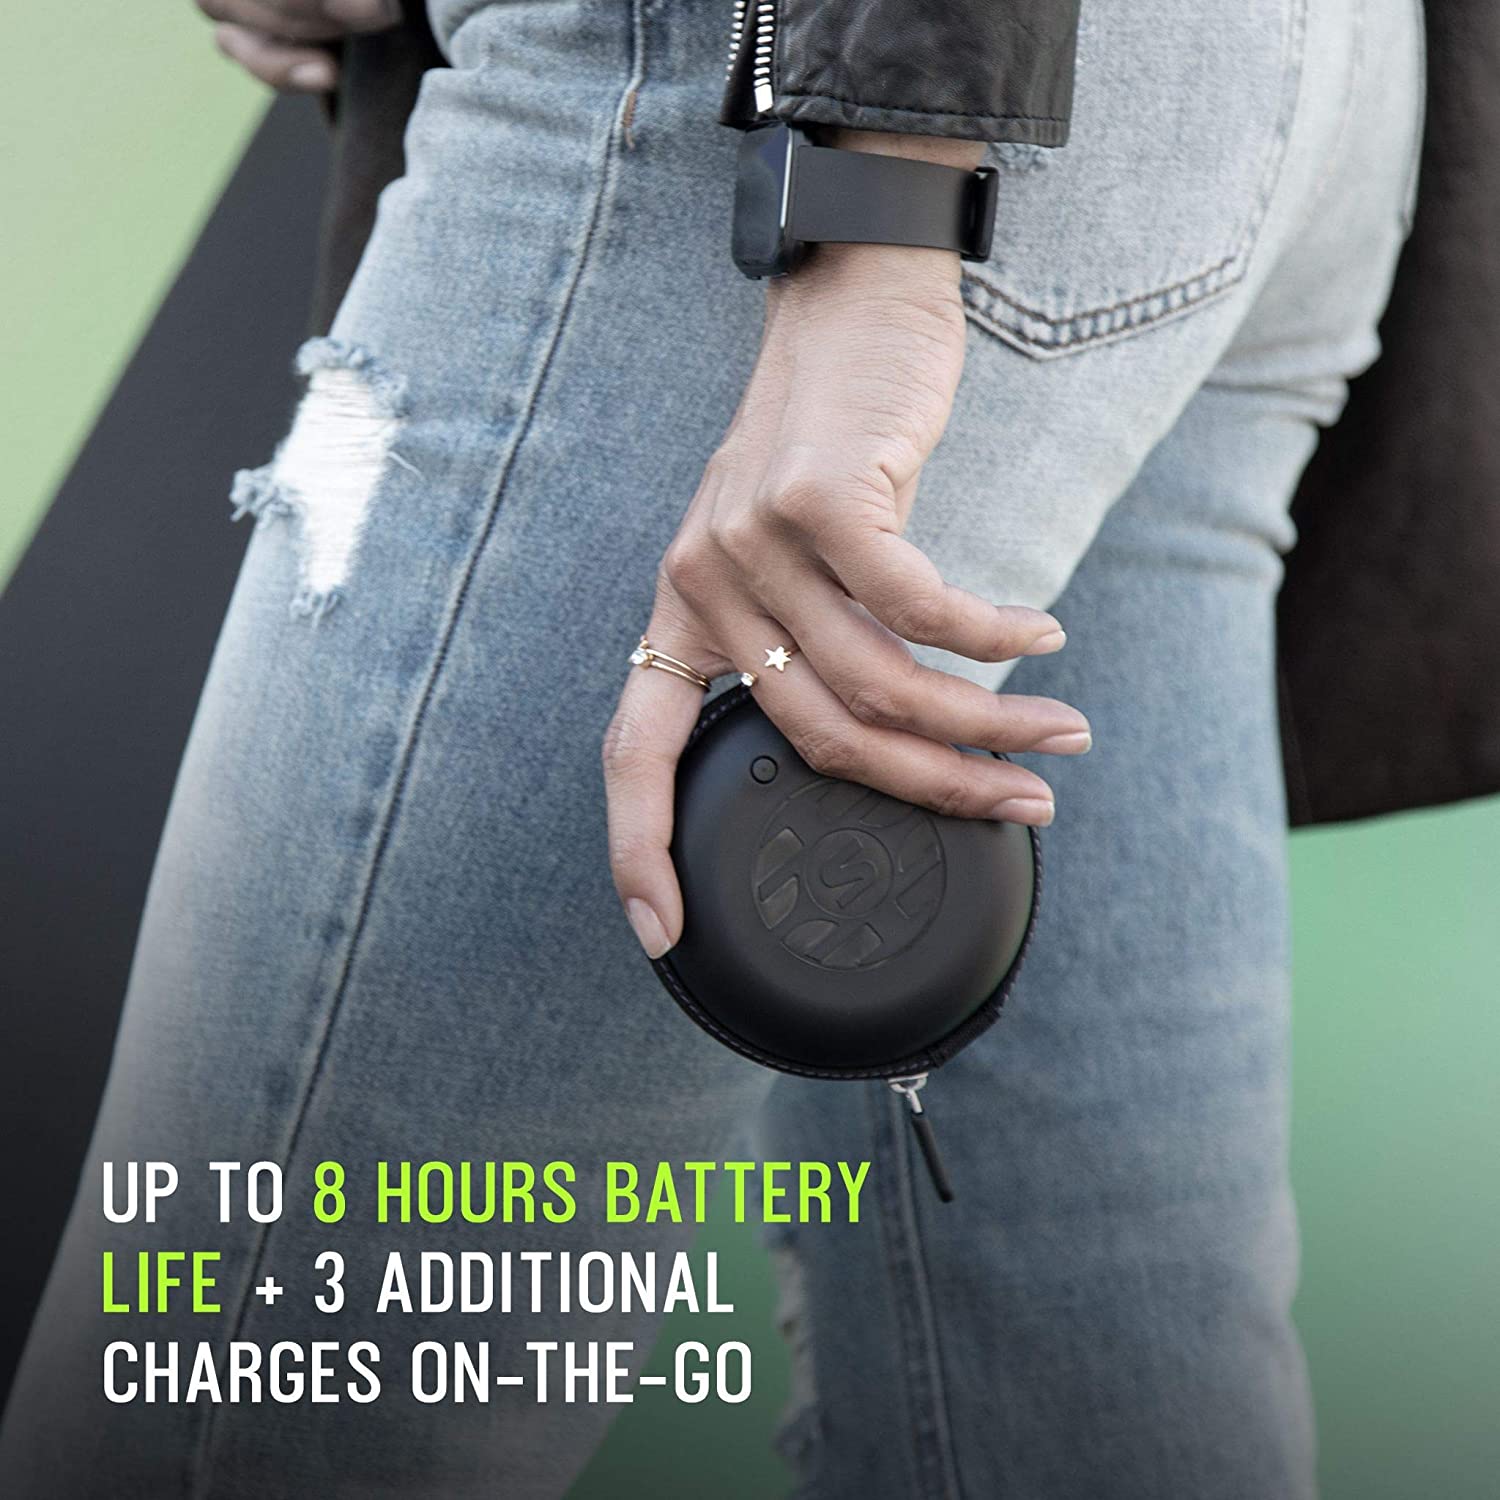 UP TO 8 HOURS BATTERY
LIFE + 3 ADDITIONAL
CHARGES ON-THE-GO
S